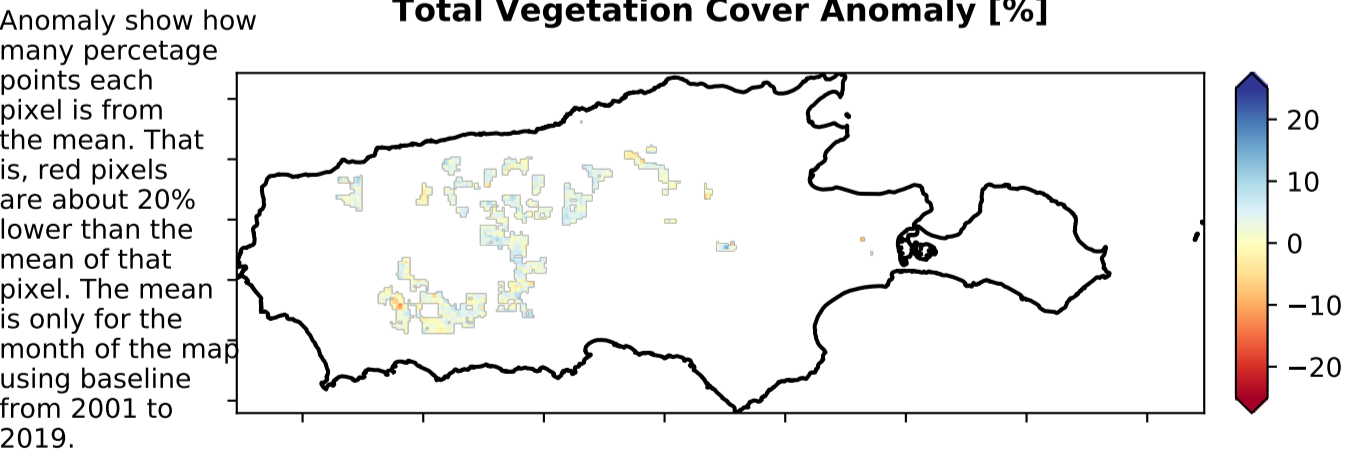 Total Vegetation Cover Anomaly [%]
Anomaly show how
many percetage
points each
pixel is from
the mean. That
is, red pixels
are about 20%
lower than the
mean of that
pixel. The mean
is only for the
month of the map
using baseline
from 2001 to
2019.
20
10
0
−10
−20